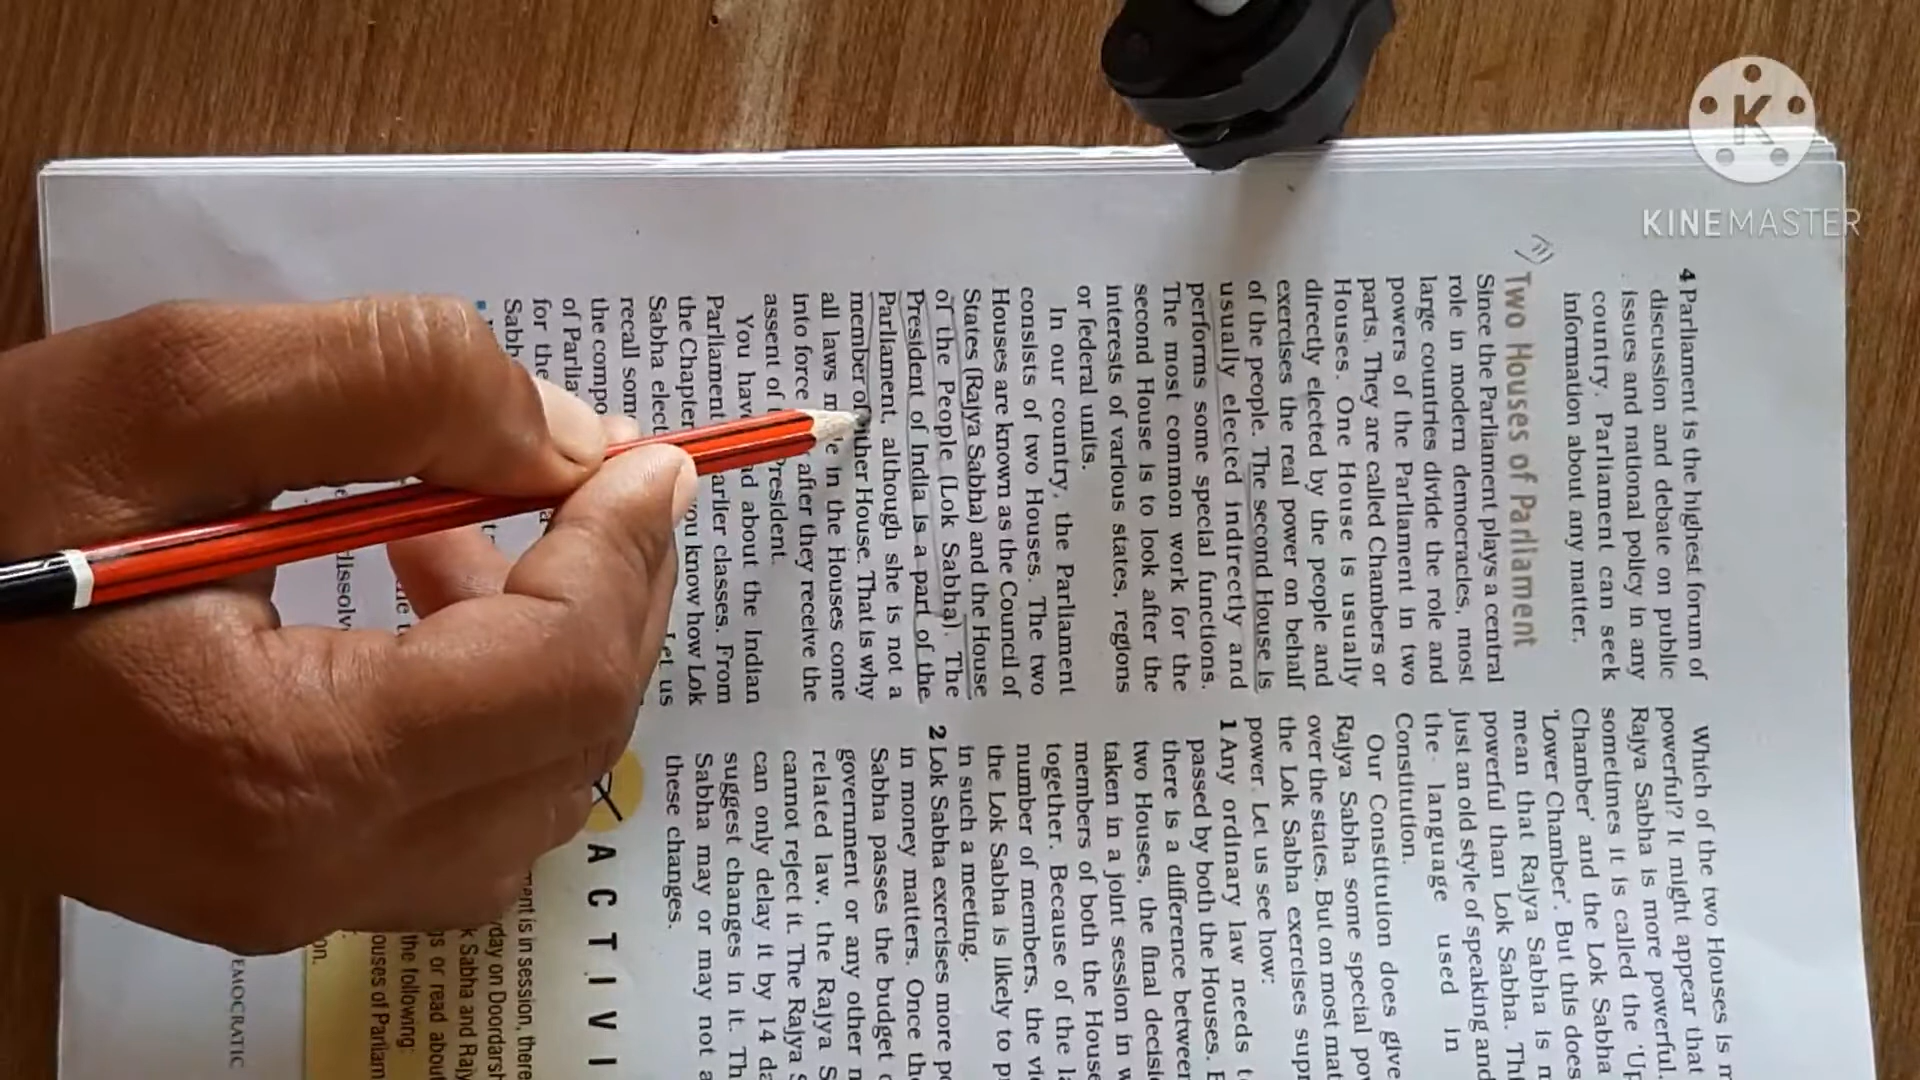 KINEMASTER
4 Parliament is the highest forum of
discussion and debate on public
issues and national policy in any
country. Parliament can seek
information about any matter.
Two Houses of Parliament
Since the Parliament plays a central
role in modern democracies, most
large countries divide the role and
powers of the Parliament in two
parts. They are called Chambers or
Houses. One House is usually
directly elected by the people and
exercises the real power on behalf
of the people. The second House is
usually elected indirectly and
performs some special functions.
The most common work for the
second House is to look after the
interests of various states, regions
or federal units.
In our country, the Parliament
consists of two Houses. The two
Houses are known as the Council of
States (Rajya Sabha) and the House
of the People (Lok Sabha). The
President of India is a part of the
Parliament, although she is not a
member of House. That is why
all laws in the Houses come
into force after they receive the
assent of President.
You about the Indian
Parliament classes. From
the Chapter you know how Lok
Sabha Let us
recall
the
of
for the
Which of the two Houses is
powerful? It might appear that
Rajya Sabha is more powerful.
sometimes it is called the
Chamber' and the Lok Sabha
'Lower Chamber'. But this does
mean that Rajya Sabha is
powerful than Lok Sabha.
just an old style of speaking and
the language used in
Constitution.
Our Constitution does give
Rajya Sabha some special
over the states. But on most
the Lok Sabha exercises
power. Let us see how:
1 Any ordinary law needs
passed by both the Houses.
there is a difference between
two Houses, the final
taken in a joint session in
members of both the
together. Because of the
number of members, the
the Lok Sabha is likely to
in such a meeting.
2 Lok Sabha exercises more
in money matters. Once the
Sabha passes the budget
government or any other
related law, the Rajya
cannot reject it. The Rajya
can only delay it by 14
suggest changes in it.
Sabha may or may not
these changes.
ACTIVI
is in session, there
on Doordarsh
Sabha and
or read about
the following:
of
EMOCRATIC